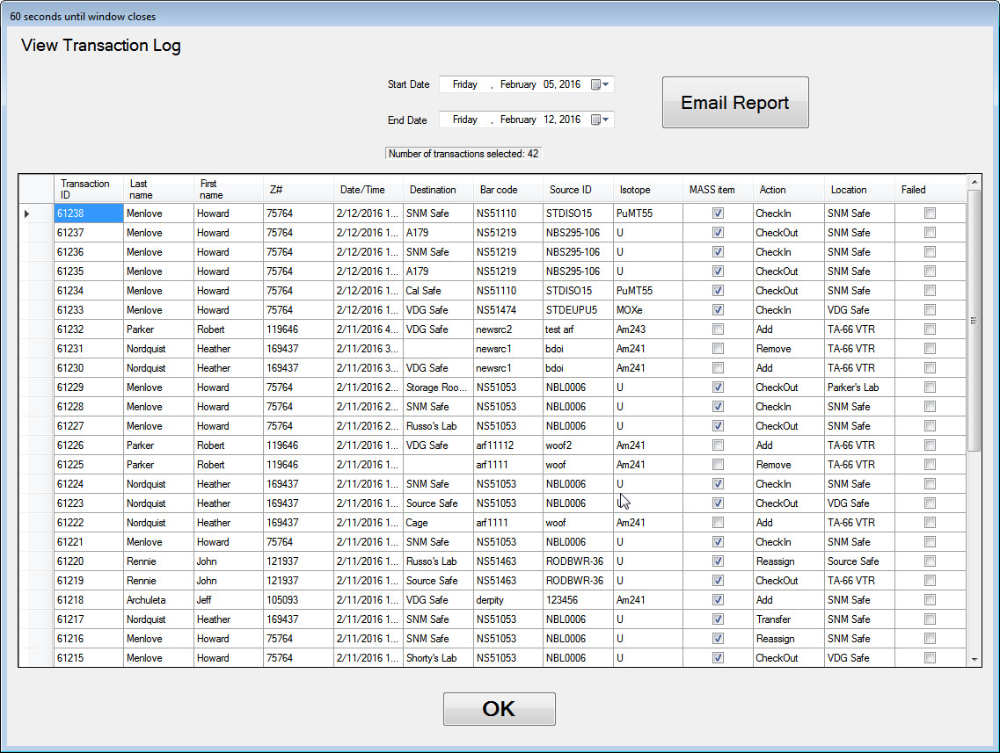 60 seconds until window closes
View Transaction Log
Start Date Friday , February 05, 2016
Email Report
End Date Friday , February 12, 2016
Number of transactions selected: 42
Transaction ID Last name First name Z# Date/Time Destination Bar code Source ID Isotope MASS item Action Location Failed
61238 Menlove Howard 75764 2/12/2016 1... SNM Safe NS51110 STDISO15 PuMT55 CheckIn SNM Safe
61237 Menlove Howard 75764 2/12/2016 1... A179 NS51219 NBS295-106 U CheckOut SNM Safe
61236 Menlove Howard 75764 2/12/2016 1... SNM Safe NS51219 NBS295-106 U CheckIn SNM Safe
61235 Menlove Howard 75764 2/12/2016 1... A179 NS51219 NBS295-106 U CheckOut SNM Safe
61234 Menlove Howard 75764 2/12/2016 1... Cal Safe NS51110 STDISO15 PuMT55 CheckOut SNM Safe
61233 Menlove Howard 75764 2/12/2016 1... VDG Safe NS51474 STDEUPU5 MOXe CheckIn VDG Safe
61232 Parker Robert 119646 2/11/2016 4... VDG Safe newsrc2 test arf Am243 Add TA-66 VTR
61231 Nordquist Heather 169437 2/11/2016 3... newsrc1 bdoi Am241 Remove TA-66 VTR
61230 Nordquist Heather 169437 2/11/2016 3... VDG Safe newsrc1 bdoi Am241 Add TA-66 VTR
61229 Menlove Howard 75764 2/11/2016 2... Storage Roo... NS51053 NBL0006 U CheckOut Parker's Lab
61228 Menlove Howard 75764 2/11/2016 2... SNM Safe NS51053 NBL0006 U CheckIn SNM Safe
61227 Menlove Howard 75764 2/11/2016 2... Russo's Lab NS51053 NBL0006 U CheckOut SNM Safe
61226 Parker Robert 119646 2/11/2016 1... VDG Safe arf11112 woof2 Am241 Add TA-66 VTR
61225 Parker Robert 119646 2/11/2016 1... arf1111 woof Am241 Remove TA-66 VTR
61224 Nordquist Heather 169437 2/11/2016 1... SNM Safe NS51053 NBL0006 U CheckIn SNM Safe
61223 Nordquist Heather 169437 2/11/2016 1... Source Safe NS51053 NBL0006 CheckOut VDG Safe
61222 Nordquist Heather 169437 2/11/2016 1... Cage arf1111 woof Am241 Add TA-66 VTR
61221 Menlove Howard 75764 2/11/2016 1... SNM Safe NS51053 NBL0006 U CheckIn SNM Safe
61220 Rennie John 121937 2/11/2016 1... Russo's Lab NS51463 RODBWR-36 U Reassign Source Safe
61219 Rennie John 121937 2/11/2016 1... Source Safe NS51463 RODBWR-36 U CheckOut TA-66 VTR
61218 Archuleta Jeff 105093 2/11/2016 1... VDG Safe derpity 123456 Am241 Add SNM Safe
61217 Nordquist Heather 169437 2/11/2016 1... SNM Safe NS51053 NBL0006 U Transfer SNM Safe
61216 Menlove Howard 75764 2/11/2016 1... SNM Safe NS51053 NBL0006 U Reassign SNM Safe
61215 Menlove Howard 75764 2/11/2016 1... Shorty's Lab NS51053 NBL0006 U CheckOut VDG Safe
OK